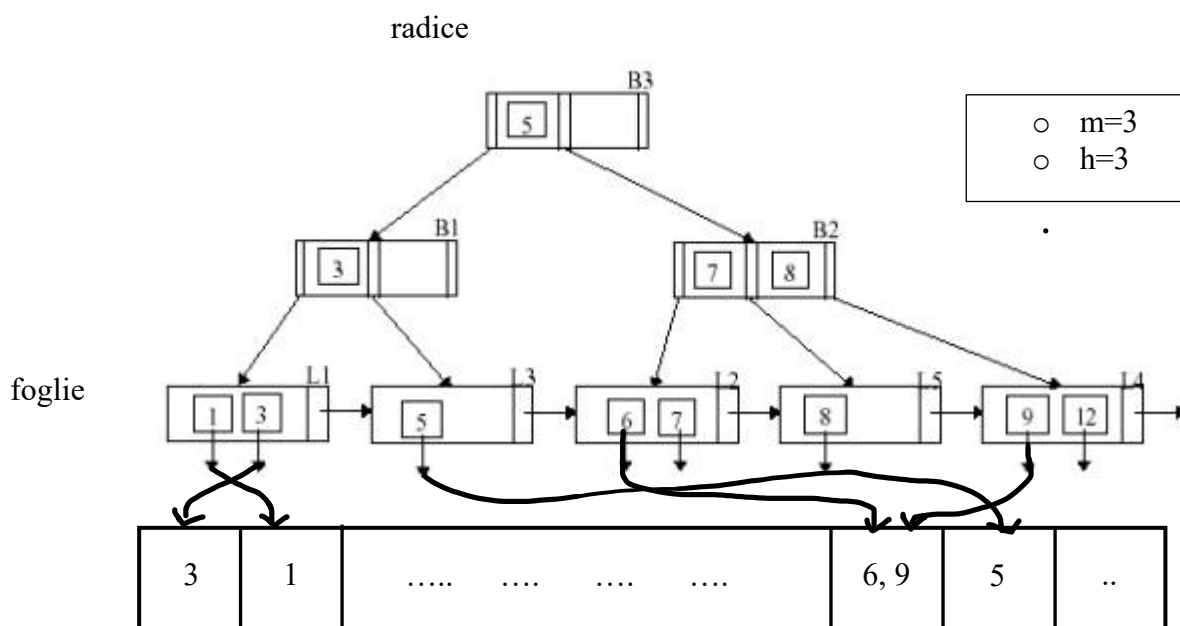 radice
B3
5
○ m=3
○ h=3
.
B1
3
B2
7 8
foglie
L1
1 3
L3
5
L2
6 7
L5
8
L4
9 12
3 1 ….. …. …. …. 6, 9 5 ..